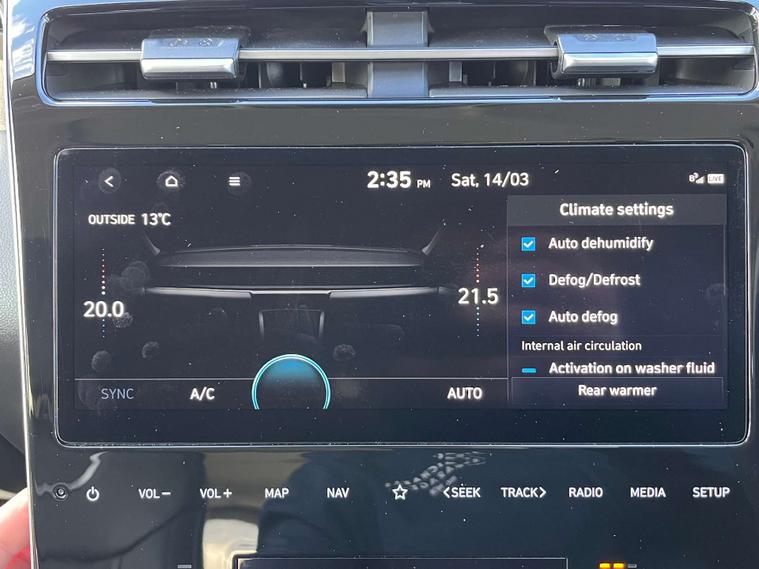 2:35 PM Sat, 14/03
LIVE
OUTSIDE 13℃
Climate settings
Auto dehumidify
Defog/Defrost
20.0
21.5
Auto defog
Internal air circulation
Activation on washer fluid
SYNC A/C AUTO
Rear warmer
VOL− VOL+ MAP NAV <SEEK TRACK> RADIO MEDIA SETUP